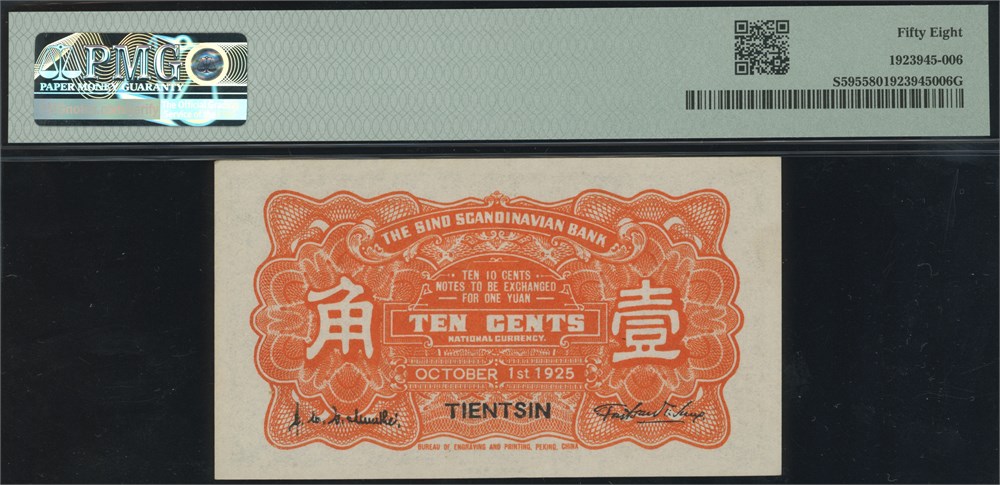 PMG
PAPER MONEY GUARANTY
Fifty Eight
1923945-006
S5955801923945006G
THE SINO SCANDINAVIAN BANK
TEN 10 CENTS
NOTES TO BE EXCHANGED
FOR ONE YUAN
角
TEN CENTS
壹
NATIONAL CURRENCY.
OCTOBER 1st 1925
TIENTSIN
BUREAU OF ENGRAVING AND PRINTING, PEKING, CHINA